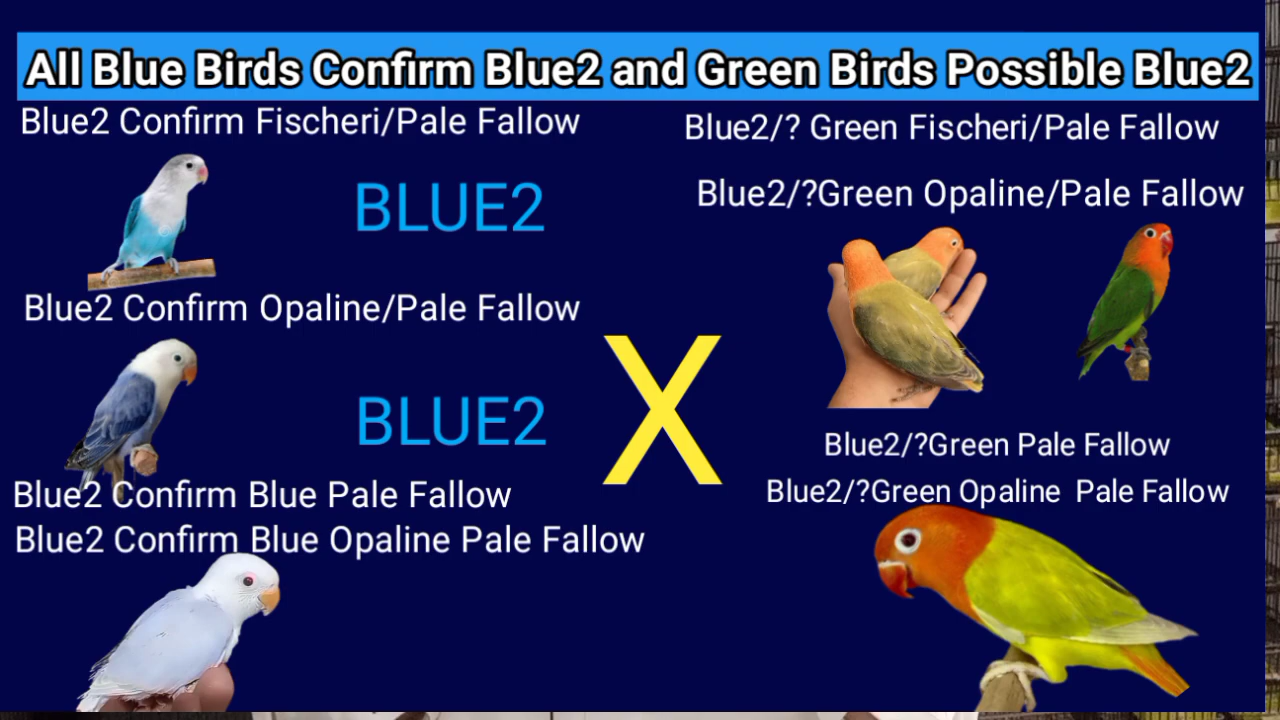 All Blue Birds Confirm Blue2 and Green Birds Possible Blue2
Blue2 Confirm Fischeri/Pale Fallow
BLUE2
Blue2 Confirm Opaline/Pale Fallow
BLUE2
Blue2 Confirm Blue Pale Fallow
Blue2 Confirm Blue Opaline Pale Fallow
X
Blue2/? Green Fischeri/Pale Fallow
Blue2/?Green Opaline/Pale Fallow
Blue2/?Green Pale Fallow
Blue2/?Green Opaline Pale Fallow